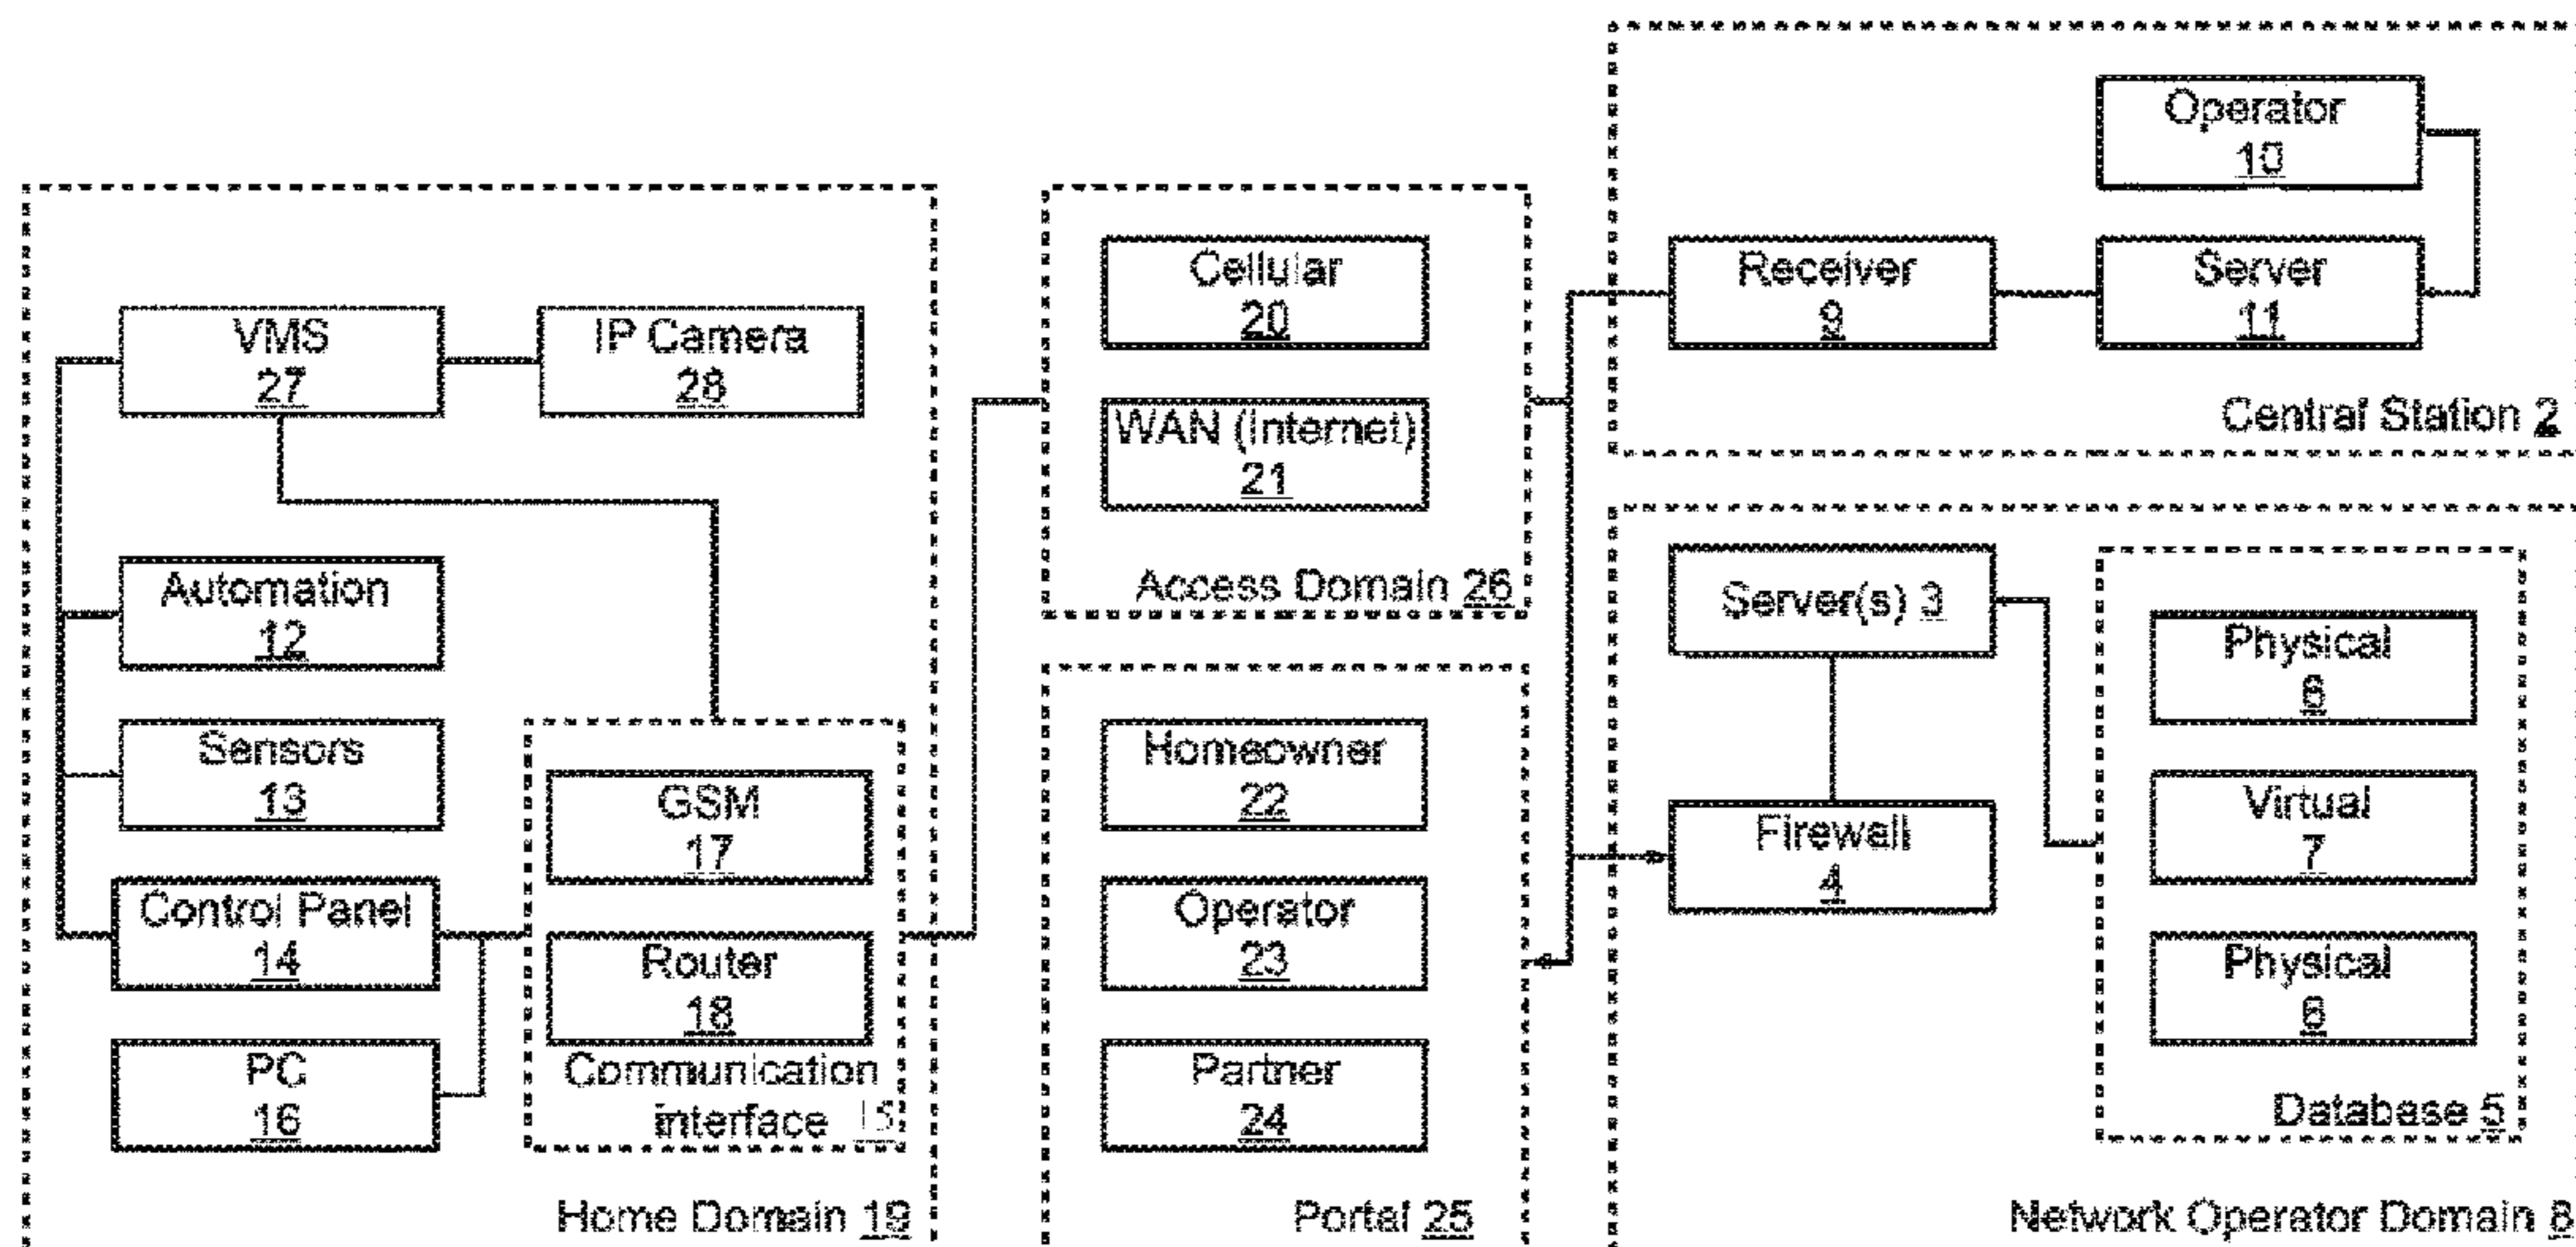 VMS
27
IP Camera
28
Automation
12
Sensors
13
Control Panel
14
PC
16
GSM
17
Router
18
Communication
interface 15
Home Domain 19
Cellular
20
WAN (Internet)
21
Access Domain 26
Homeowner
22
Operator
23
Partner
24
Portal 25
Operator
10
Receiver
9
Server
11
Central Station 2
Server(s) 3
Firewall
4
Physical
6
Virtual
7
Physical
6
Database 5
Network Operator Domain 8